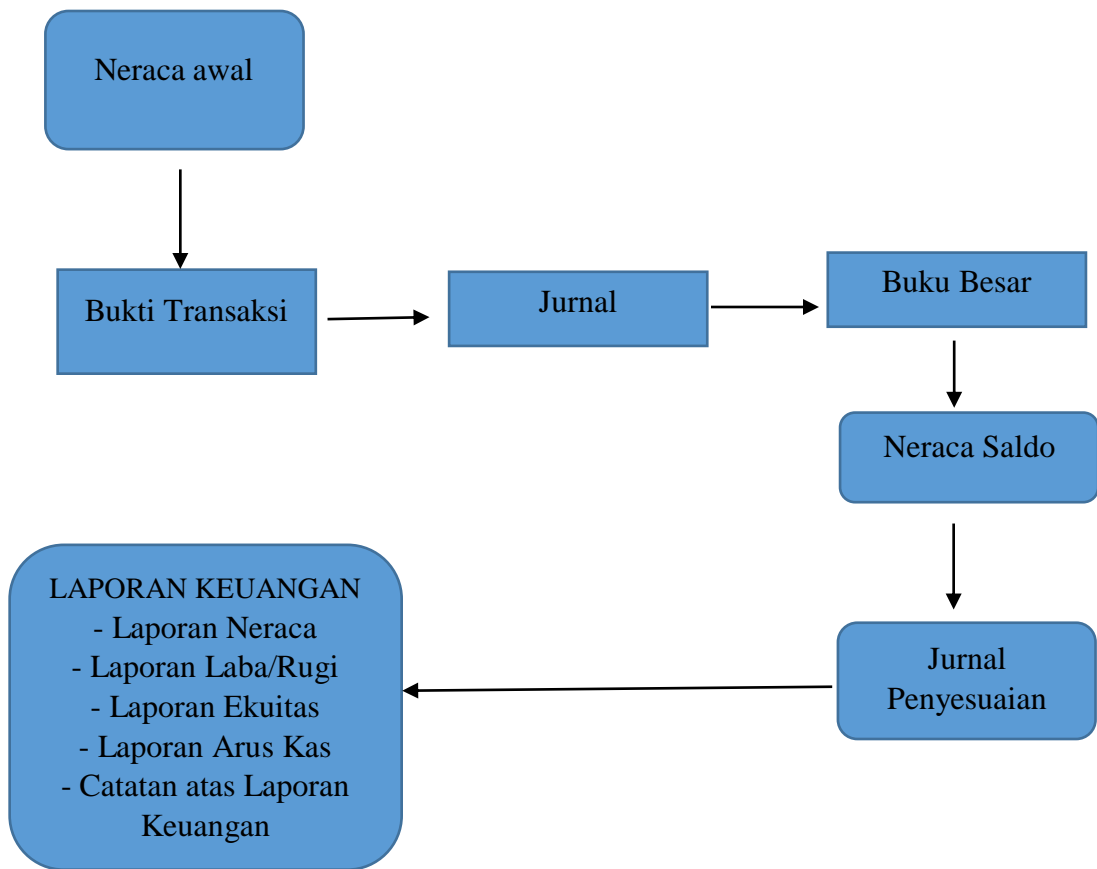 Neraca awal
Bukti Transaksi
Jurnal
Buku Besar
Neraca Saldo
Jurnal
Penyesuaian
LAPORAN KEUANGAN
- Laporan Neraca
- Laporan Laba/Rugi
- Laporan Ekuitas
- Laporan Arus Kas
- Catatan atas Laporan
Keuangan